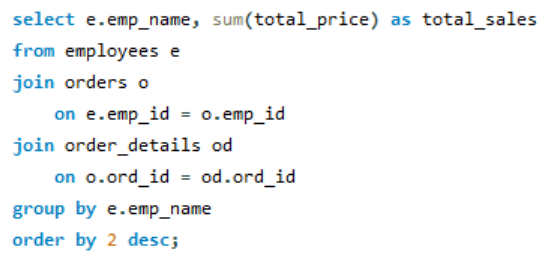 select e.emp_name, sum(total_price) as total_sales
from employees e
join orders o
    on e.emp_id = o.emp_id
join order_details od
    on o.ord_id = od.ord_id
group by e.emp_name
order by 2 desc;